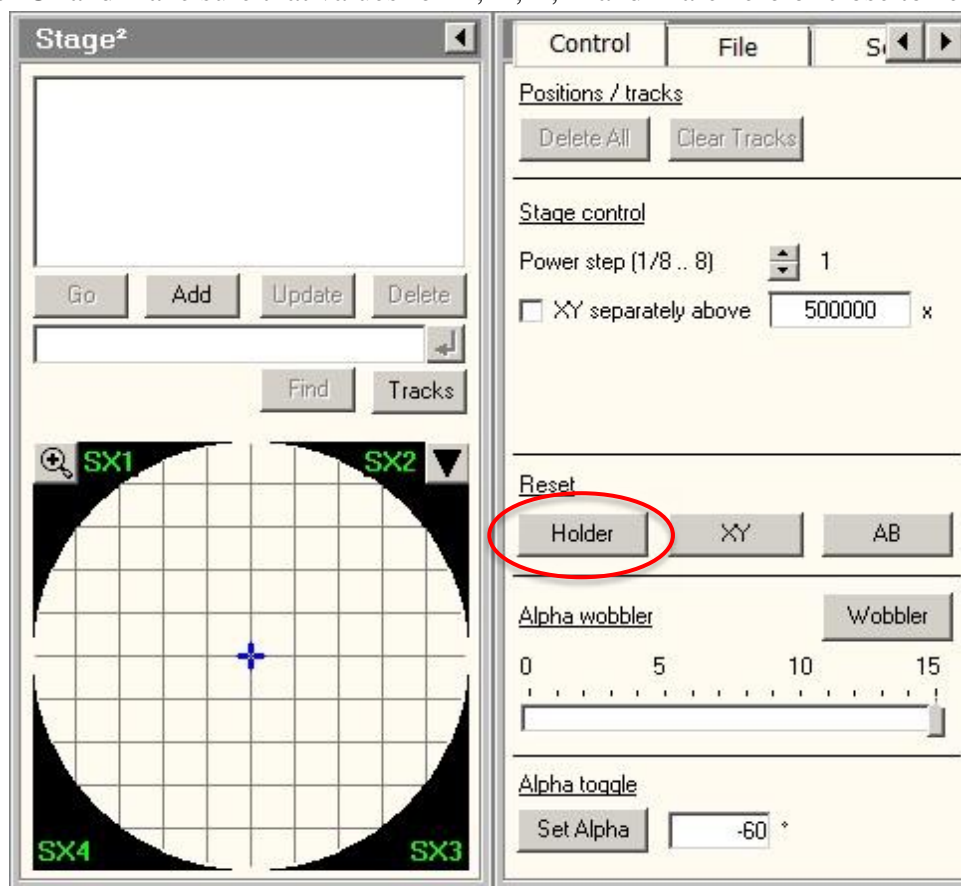 Stage²
Go Add Update Delete
Find Tracks
SX1 SX2
SX4 SX3
Control File
Positions / tracks
Delete All Clear Tracks
Stage control
Power step (1/8 .. 8) 1
XY separately above 500000 x
Reset
Holder XY AB
Alpha wobbler Wobbler
0 5 10 15
Alpha toggle
Set Alpha -60 °